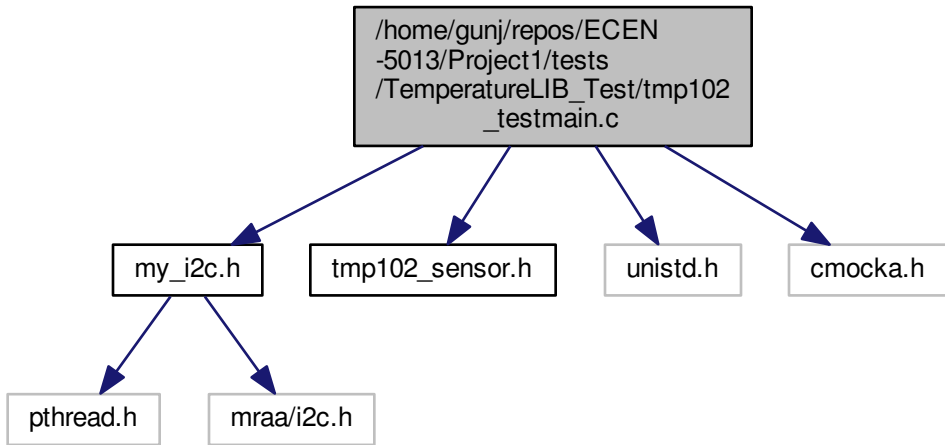 /home/gunj/repos/ECEN
-5013/Project1/tests
/TemperatureLIB_Test/tmp102
_testmain.c
my_i2c.h
tmp102_sensor.h
unistd.h
cmocka.h
pthread.h
mraa/i2c.h